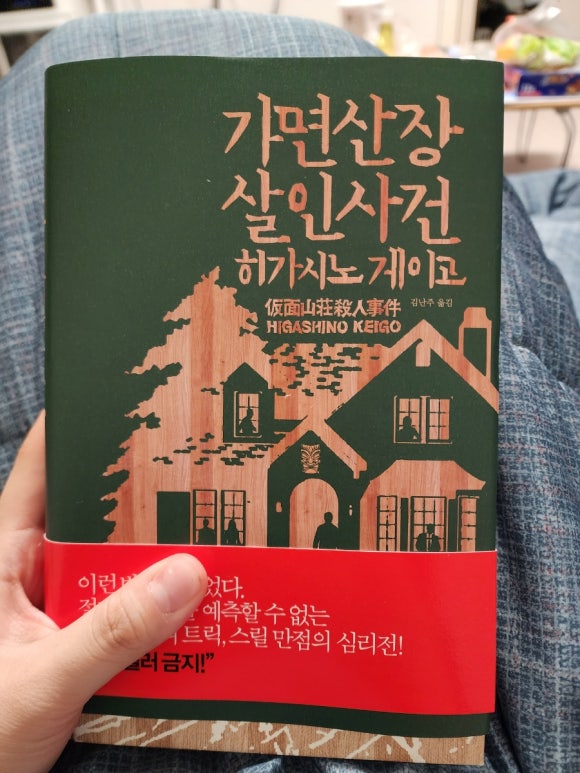 가면산장
살인사건
히가시노 게이고
仮面山荘殺人事件
HIGASHINO KEIGO
김난주 옮김
이런 었다.
예측할 수 없는
트릭, 스릴 만점의 심리전!
금지!”